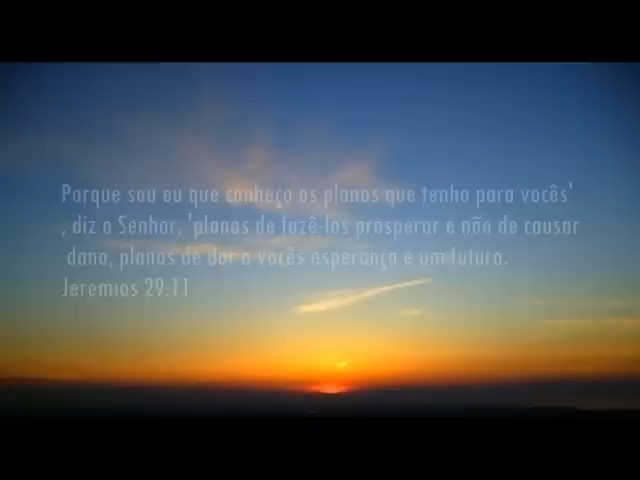 Porque sou eu que conheço os planos que tenho para vocês'
, diz o Senhor, 'planos de fazê-los prosperar e não de causar
dano, planos de dar a vocês esperança e um futuro.
Jeremias 29:11